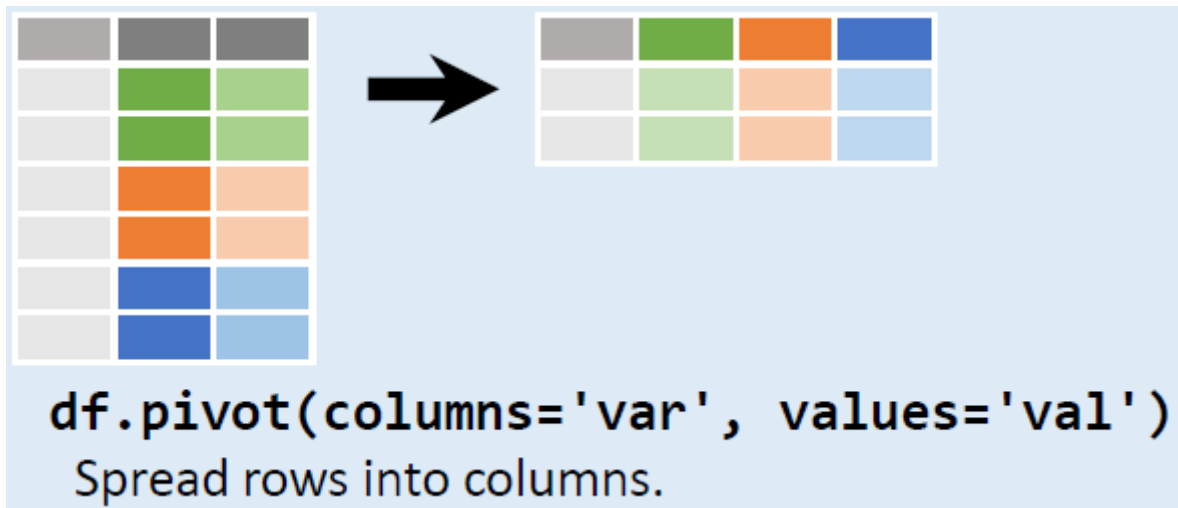 df.pivot(columns='var', values='val')
Spread rows into columns.